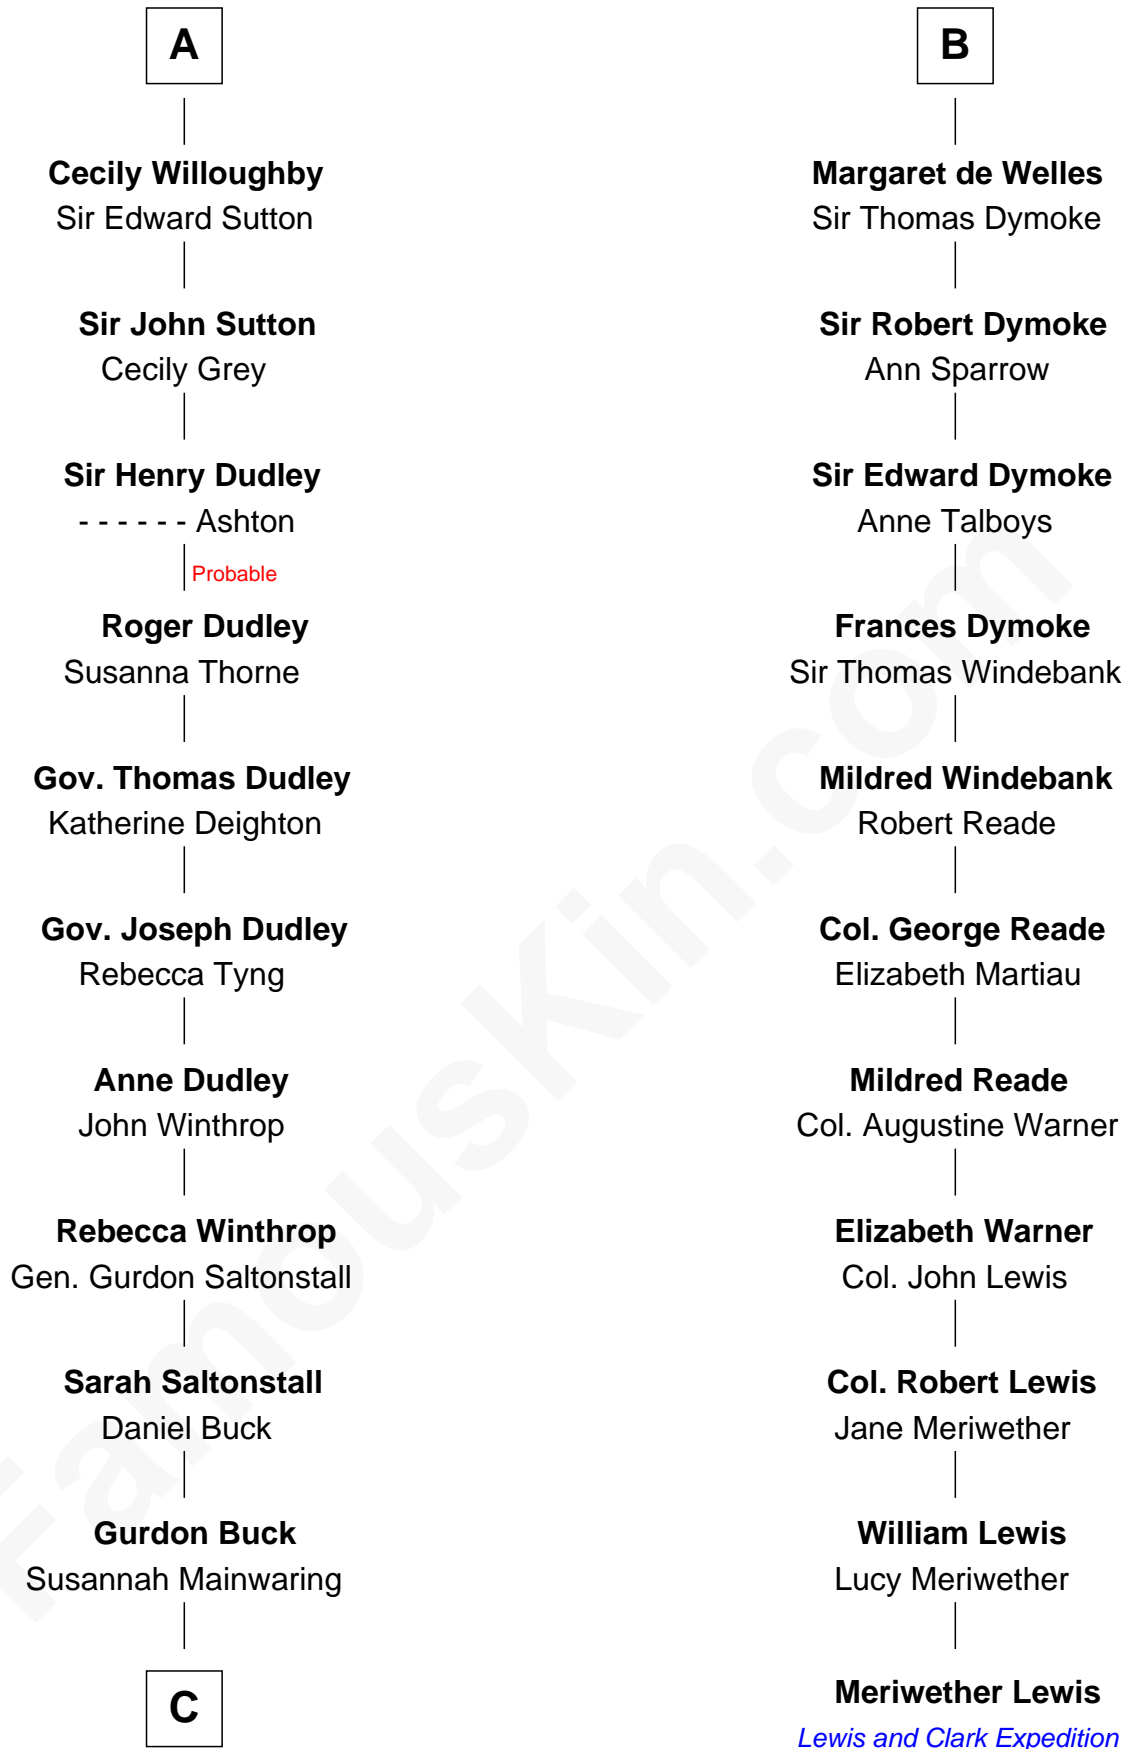 A
Cecily Willoughby
Sir Edward Sutton
Sir John Sutton
Cecily Grey
Sir Henry Dudley
- - - - - - Ashton
Probable
Roger Dudley
Susanna Thorne
Gov. Thomas Dudley
Katherine Deighton
Gov. Joseph Dudley
Rebecca Tyng
Anne Dudley
John Winthrop
Rebecca Winthrop
Gen. Gurdon Saltonstall
Sarah Saltonstall
Daniel Buck
Gurdon Buck
Susannah Mainwaring
C
B
Margaret de Welles
Sir Thomas Dymoke
Sir Robert Dymoke
Ann Sparrow
Sir Edward Dymoke
Anne Talboys
Frances Dymoke
Sir Thomas Windebank
Mildred Windebank
Robert Reade
Col. George Reade
Elizabeth Martiau
Mildred Reade
Col. Augustine Warner
Elizabeth Warner
Col. John Lewis
Col. Robert Lewis
Jane Meriwether
William Lewis
Lucy Meriwether
Meriwether Lewis
Lewis and Clark Expedition
FamousKin.com